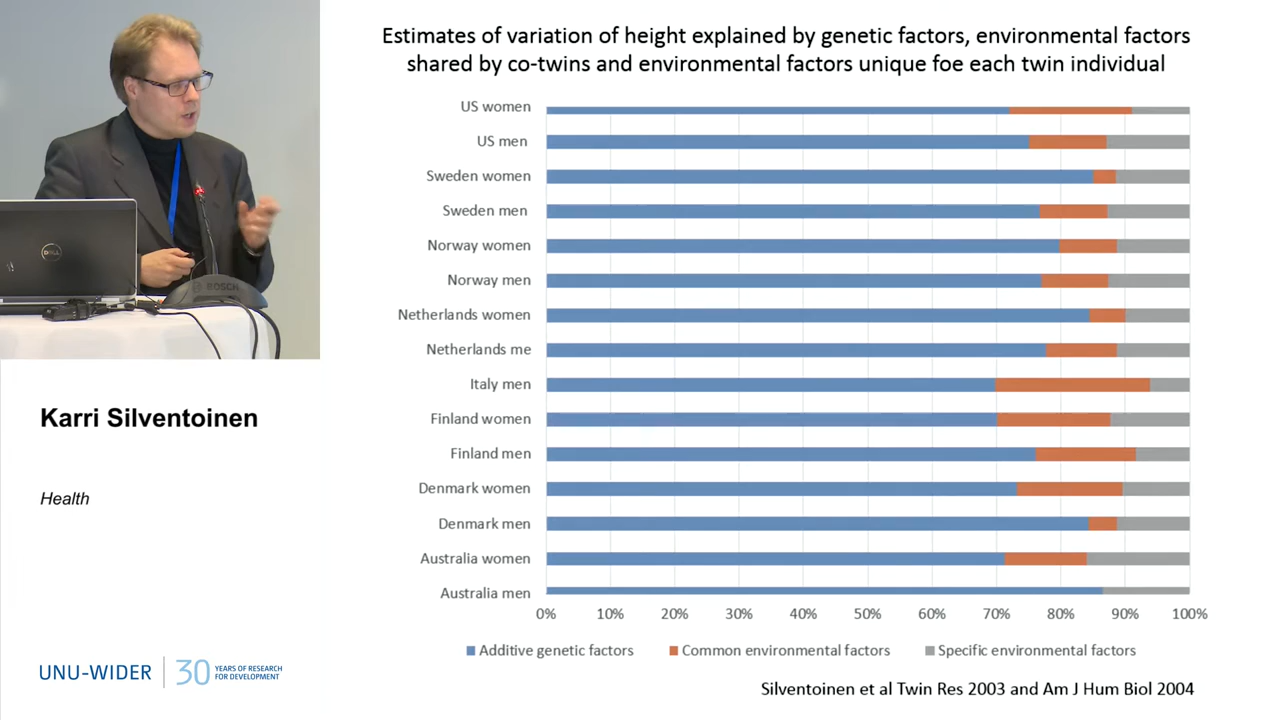 Estimates of variation of height explained by genetic factors, environmental factors
shared by co-twins and environmental factors unique foe each twin individual
US women
US men
Sweden women
Sweden men
Norway women
Norway men
Netherlands women
Netherlands me
Italy men
Finland women
Finland men
Denmark women
Denmark men
Australia women
Australia men
0% 10% 20% 30% 40% 50% 60% 70% 80% 90% 100%
Additive genetic factors Common environmental factors Specific environmental factors
Silventoinen et al Twin Res 2003 and Am J Hum Biol 2004
DELL
BOSCH
Karri Silventoinen
Health
UNU-WIDER
30
YEARS OF RESEARCH
FOR DEVELOPMENT